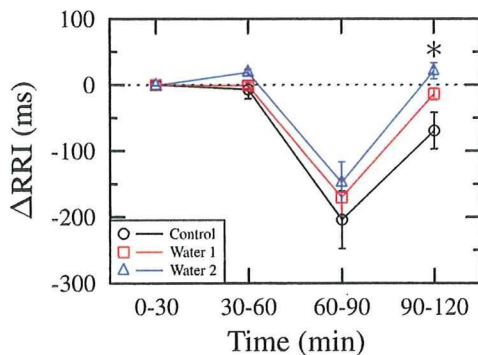 100
0
-100
-200
-300
ΔRRI (ms)
*
Control
Water 1
Water 2
0-30 30-60 60-90 90-120
Time (min)